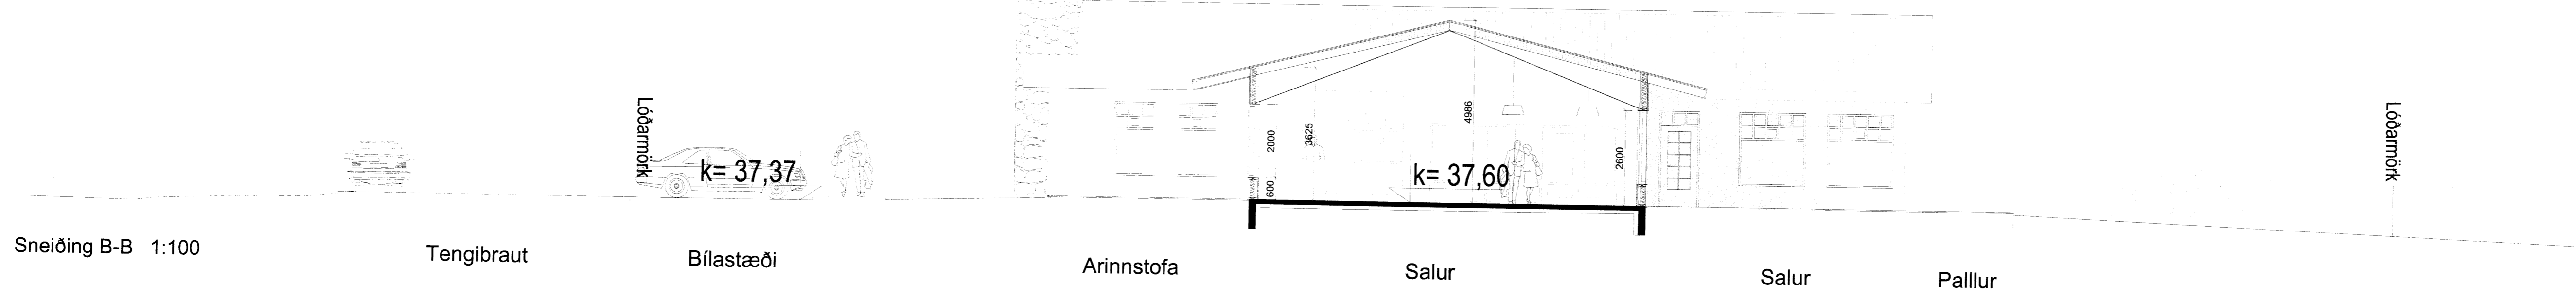 Lóðarmörk
k= 37,37
2000
600
3625
4986
k= 37,60
2600
Lóðarmörk
Sneiðing B-B 1:100
Tengibraut
Bílastæði
Arinnstofa
Salur
Salur
Palllur